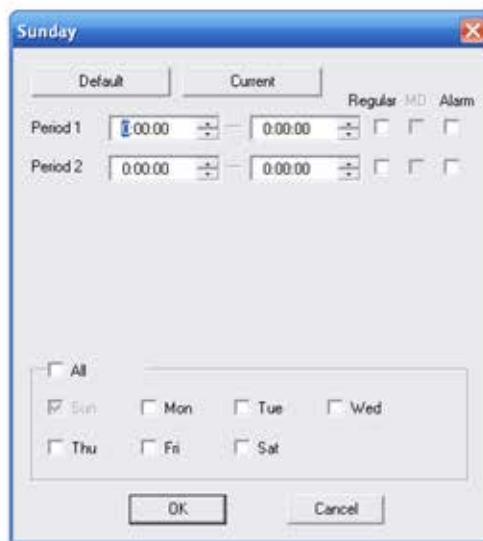 Sunday
Default Current
Regular MD Alarm
Period 1 0:00:00 0:00:00
Period 2 0:00:00 0:00:00
All
Sun Mon Tue Wed
Thu Fri Sat
OK Cancel